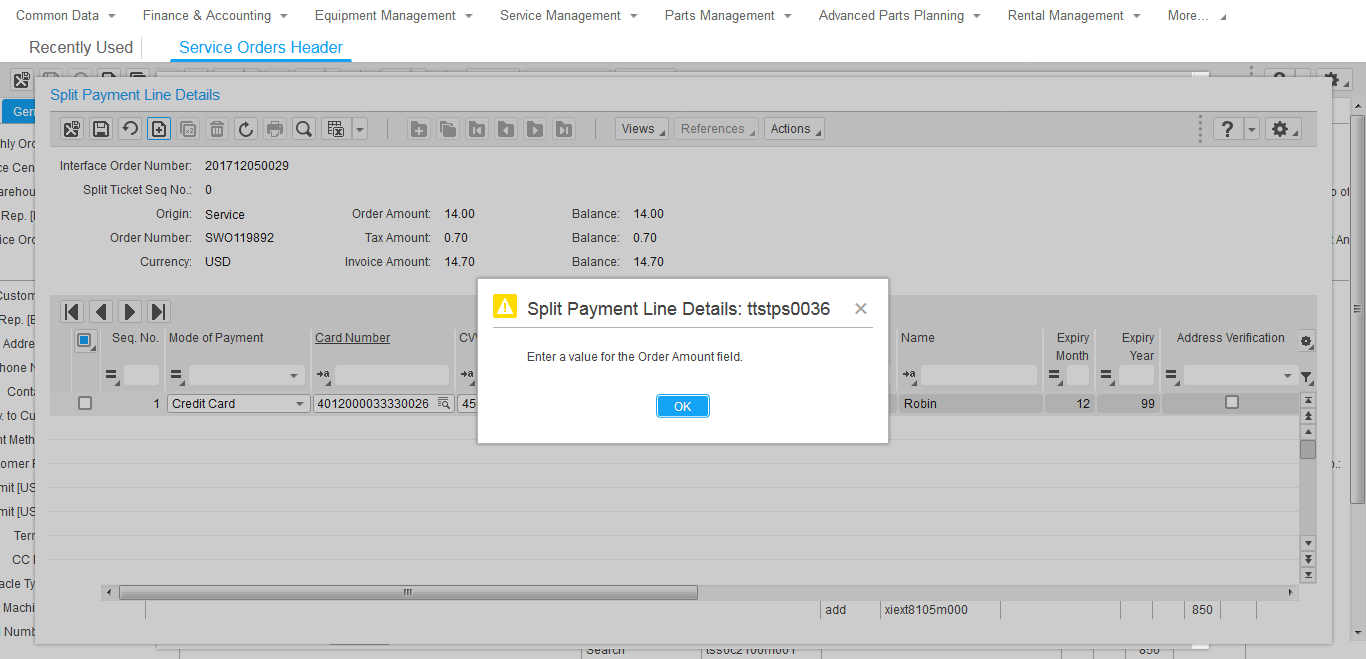 Common Data Finance & Accounting Equipment Management Service Management Parts Management Advanced Parts Planning Rental Management More...
Recently Used Service Orders Header
Split Payment Line Details
Views References Actions ?
Interface Order Number: 201712050029
Split Ticket Seq No.: 0
Origin: Service Order Amount: 14.00 Balance: 14.00
Order Number: SWO119892 Tax Amount: 0.70 Balance: 0.70
Currency: USD Invoice Amount: 14.70 Balance: 14.70
Split Payment Line Details: ttstps0036
Enter a value for the Order Amount field.
OK
Seq. No. Mode of Payment Card Number CV Name Expiry Month Expiry Year Address Verification
1 Credit Card 4012000033330026 45 Robin 12 99
add xiext8105m000 850
Search 850